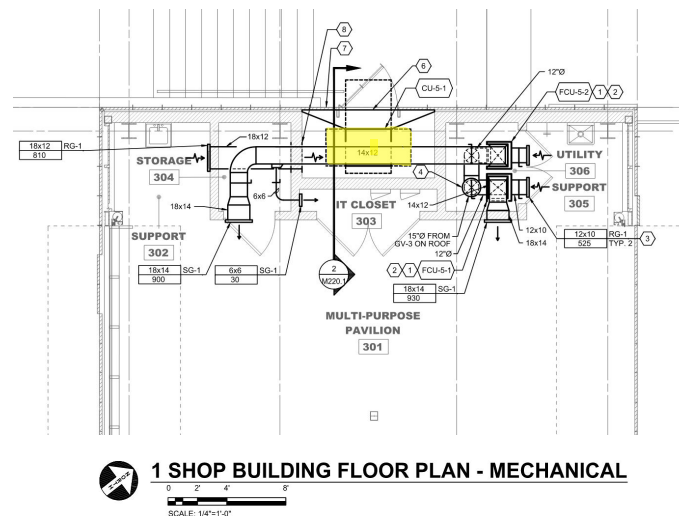 8
7
6
CU-5-1
12"Ø
FCU-5-2 1 2
18x12 RG-1
810
18x12
14x12
STORAGE
304
UTILITY
306
4
6x6
14x12
IT CLOSET
303
SUPPORT
305
18x14
SUPPORT
302
15"Ø FROM
GV-3 ON ROOF
12"Ø
12x10
18x14
12x10 RG-1
525 TYP. 2
3
18x14 SG-1
900
6x6 SG-1
30
2
M220.1
2 1 FCU-5-1
18x14 SG-1
930
MULTI-PURPOSE
PAVILION
301
NORTH
1 SHOP BUILDING FLOOR PLAN - MECHANICAL
0 2' 4' 8'
SCALE: 1/4"=1'-0"